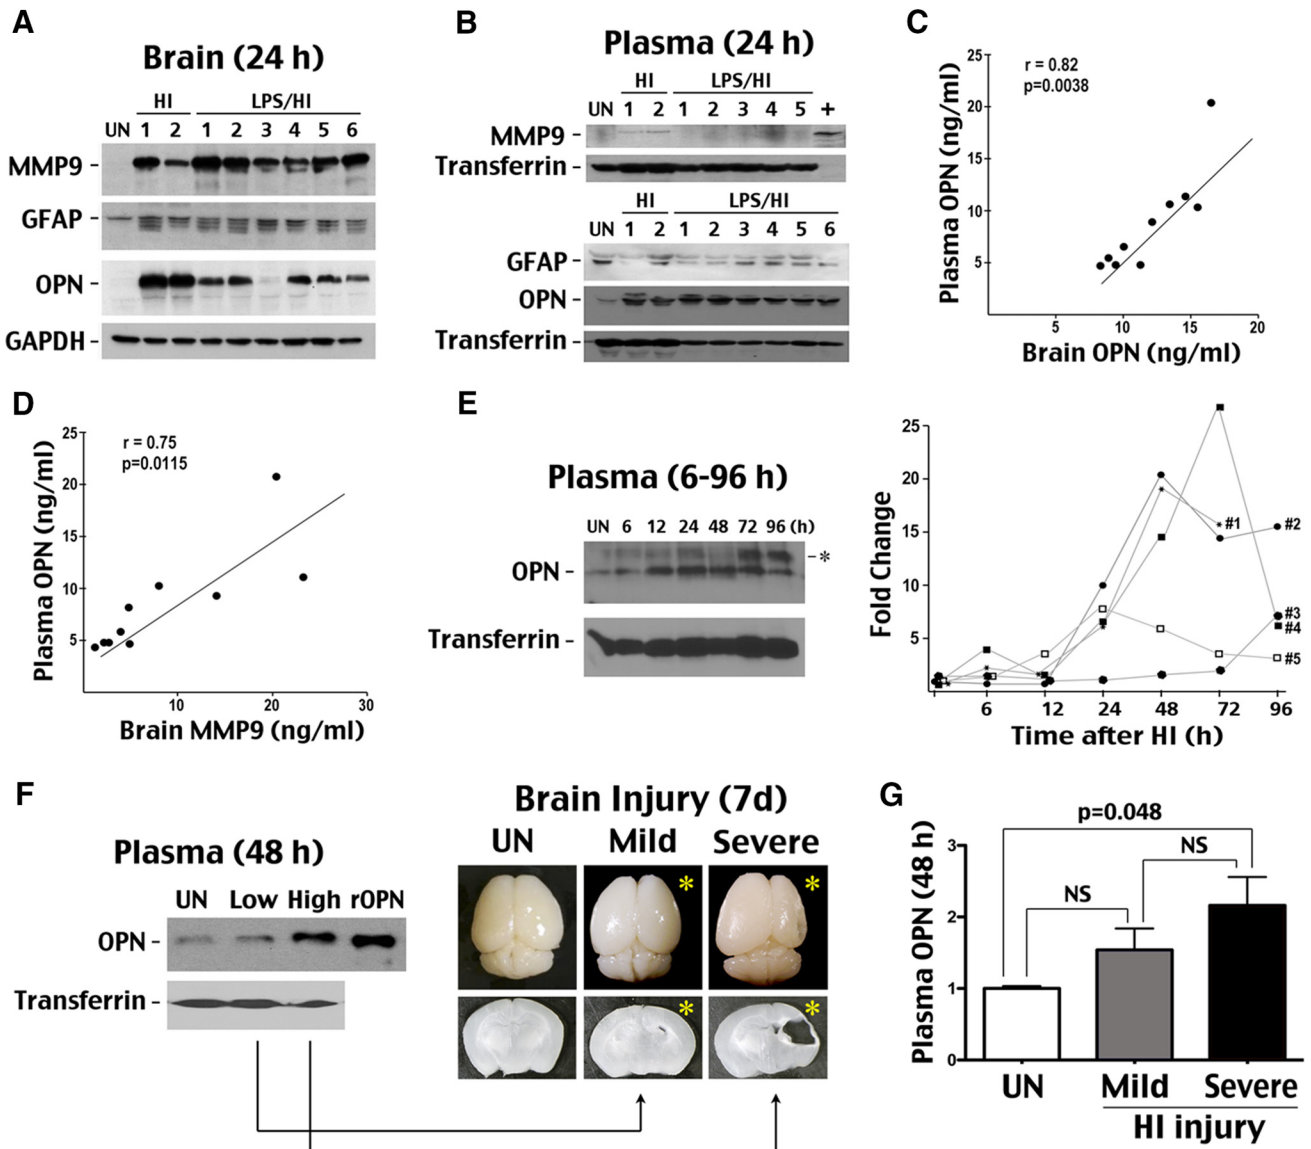 A
Brain (24 h)
HI LPS/HI
UN 1 2 1 2 3 4 5 6
MMP9
GFAP
OPN
GAPDH
B
Plasma (24 h)
HI LPS/HI
UN 1 2 1 2 3 4 5 +
MMP9
Transferrin
HI LPS/HI
UN 1 2 1 2 3 4 5 6
GFAP
OPN
Transferrin
C
r = 0.82
p=0.0038
Plasma OPN (ng/ml)
25
20
15
10
5
5 10 15 20
Brain OPN (ng/ml)
D
r = 0.75
p=0.0115
Plasma OPN (ng/ml)
25
20
15
10
5
10 20 30
Brain MMP9 (ng/ml)
E
Plasma (6-96 h)
UN 6 12 24 48 72 96 (h)
OPN
*
Transferrin
Fold Change
25
20
15
10
5
#1
#2
#3
#4
#5
6 12 24 48 72 96
Time after HI (h)
F
Plasma (48 h)
UN Low High rOPN
OPN
Transferrin
Brain Injury (7d)
UN Mild Severe
* *
* *
G
Plasma OPN (48 h)
3
2
1
0
p=0.048
NS
NS
UN Mild Severe
HI injury